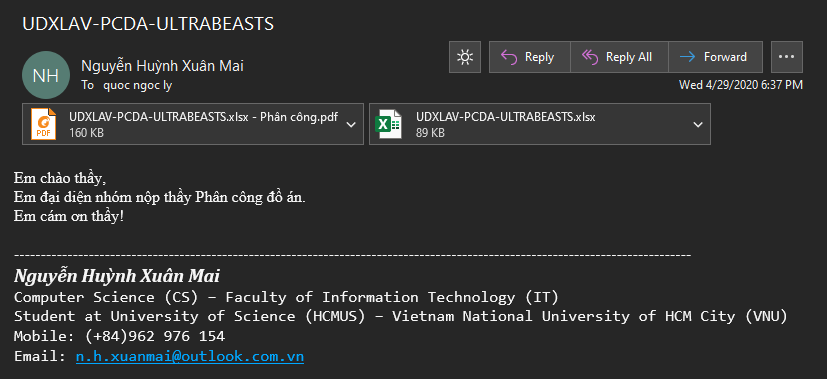 UDXLAV-PCDA-ULTRABEASTS
NH
Nguyễn Huỳnh Xuân Mai
To quoc ngoc ly
Reply
Reply All
Forward
Wed 4/29/2020 6:37 PM
PDF
UDXLAV-PCDA-ULTRABEASTS.xlsx - Phân công.pdf
160 KB
UDXLAV-PCDA-ULTRABEASTS.xlsx
89 KB
Em chào thầy,
Em đại diện nhóm nộp thầy Phân công đồ án.
Em cám ơn thầy!
Nguyễn Huỳnh Xuân Mai
Computer Science (CS) – Faculty of Information Technology (IT)
Student at University of Science (HCMUS) – Vietnam National University of HCM City (VNU)
Mobile: (+84)962 976 154
Email: n.h.xuanmai@outlook.com.vn